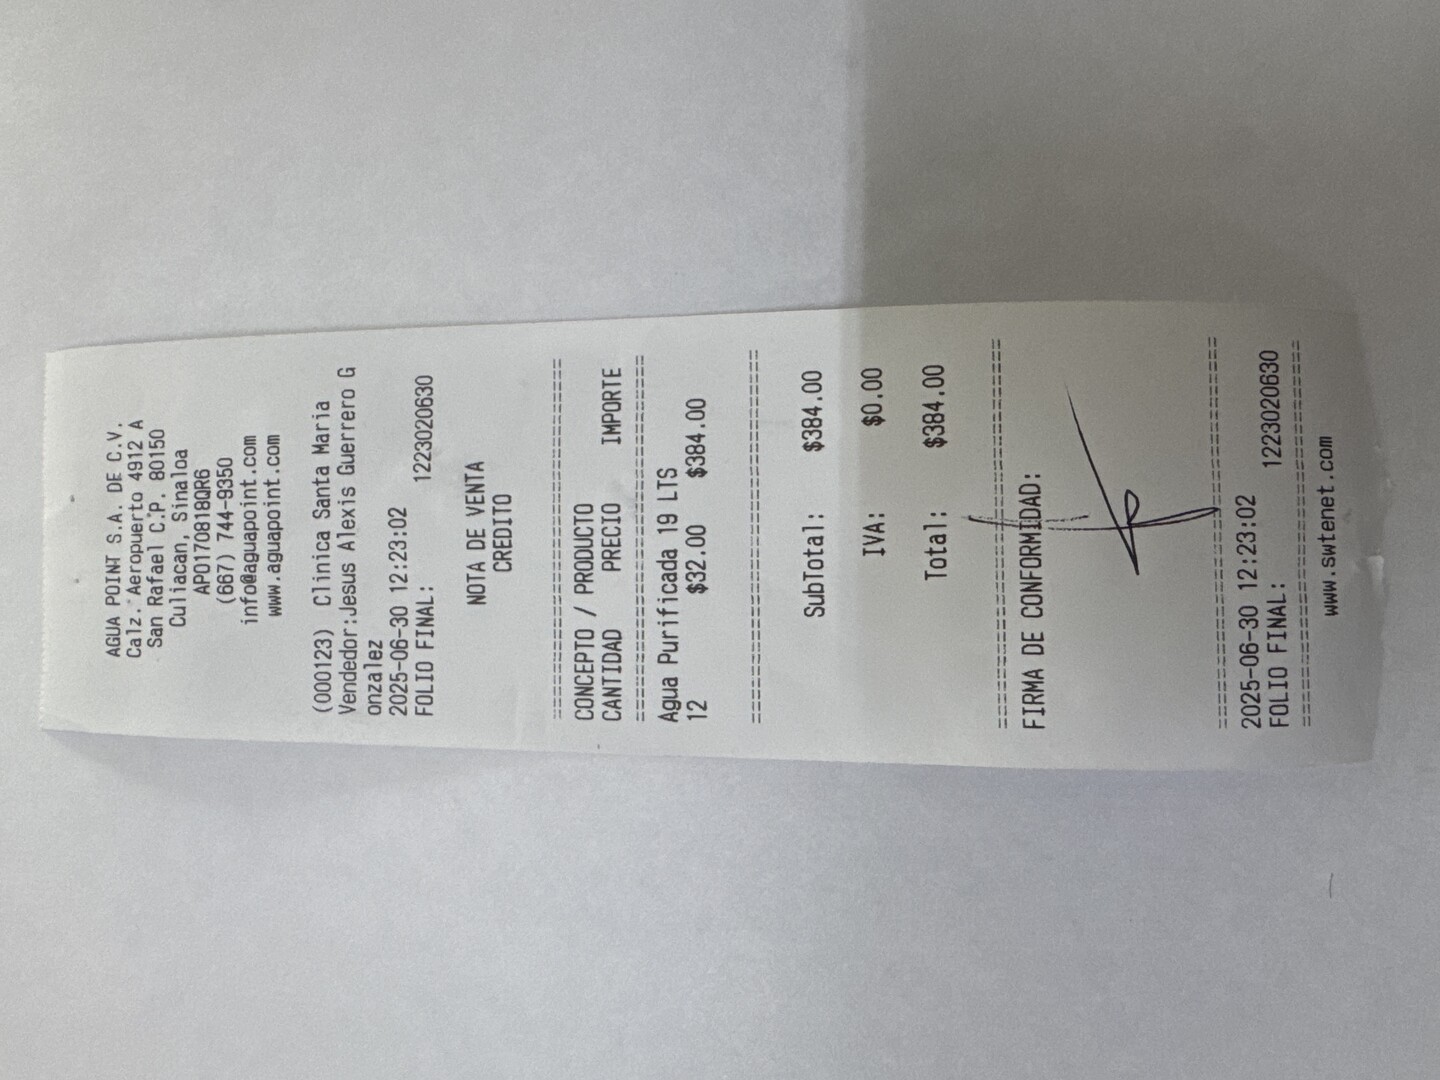 AGUA POINT S.A. DE C.V.
Calz. Aeropuerto 4912 A
San Rafael C.P. 80150
Culiacan, Sinaloa
APO170818QR6
(667) 744-9350
info@aguapoint.com
www.aguapoint.com
(000123) Clinica Santa Maria
Vendedor:Jesus Alexis Guerrero G
onzalez
2025-06-30 12:23:02
FOLIO FINAL: 1223020630
NOTA DE VENTA
CREDITO
================================
CONCEPTO / PRODUCTO
CANTIDAD PRECIO IMPORTE
================================
Agua Purificada 19 LTS
12 $32.00 $384.00
================================
SubTotal: $384.00
IVA: $0.00
Total: $384.00
================================
FIRMA DE CONFORMIDAD:
================================
2025-06-30 12:23:02
FOLIO FINAL: 1223020630
================================
www.swtenet.com